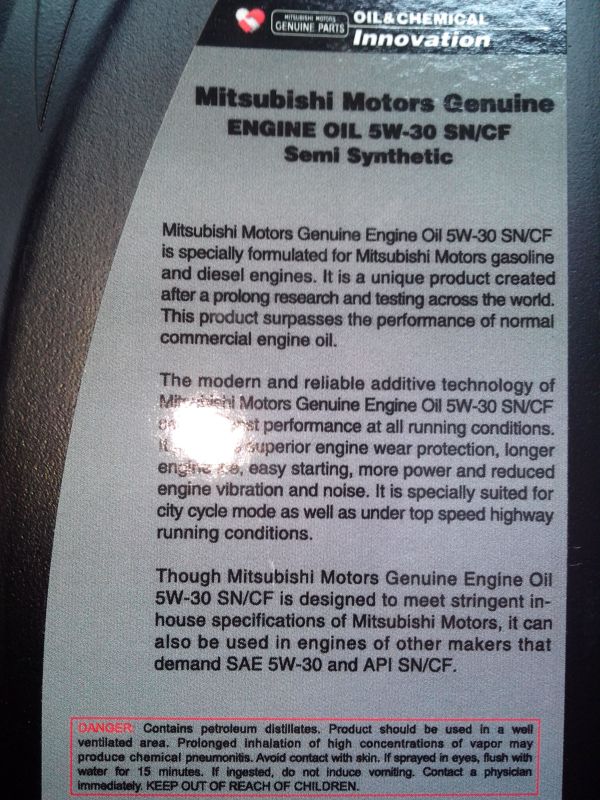 MITSUBISHI MOTORS
GENUINE PARTS
OIL&CHEMICAL
Innovation
Mitsubishi Motors Genuine
ENGINE OIL 5W-30 SN/CF
Semi Synthetic
Mitsubishi Motors Genuine Engine Oil 5W-30 SN/CF
is specially formulated for Mitsubishi Motors gasoline
and diesel engines. It is a unique product created
after a prolong research and testing across the world.
This product surpasses the performance of normal
commercial engine oil.
The modern and reliable additive technology of
Mitsubishi Motors Genuine Engine Oil 5W-30 SN/CF
performance at all running conditions.
superior engine wear protection, longer
engine easy starting, more power and reduced
engine vibration and noise. It is specially suited for
city cycle mode as well as under top speed highway
running conditions.
Though Mitsubishi Motors Genuine Engine Oil
5W-30 SN/CF is designed to meet stringent in-
house specifications of Mitsubishi Motors, it can
also be used in engines of other makers that
demand SAE 5W-30 and API SN/CF.
DANGER: Contains petroleum distillates. Product should be used in a well
ventilated area. Prolonged inhalation of high concentrations of vapor may
produce chemical pneumonitis. Avoid contact with skin. If sprayed in eyes, flush with
water for 15 minutes. If ingested, do not induce vomiting. Contact a physician
immediately. KEEP OUT OF REACH OF CHILDREN.